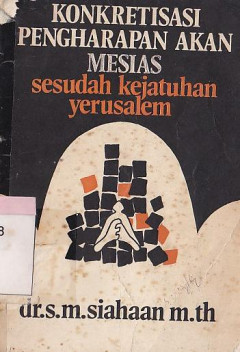 KONKRETISASI
PENGHARAPAN AKAN
MESIAS
sesudah kejatuhan
yerusalem
dr.s.m.siahaan m.th